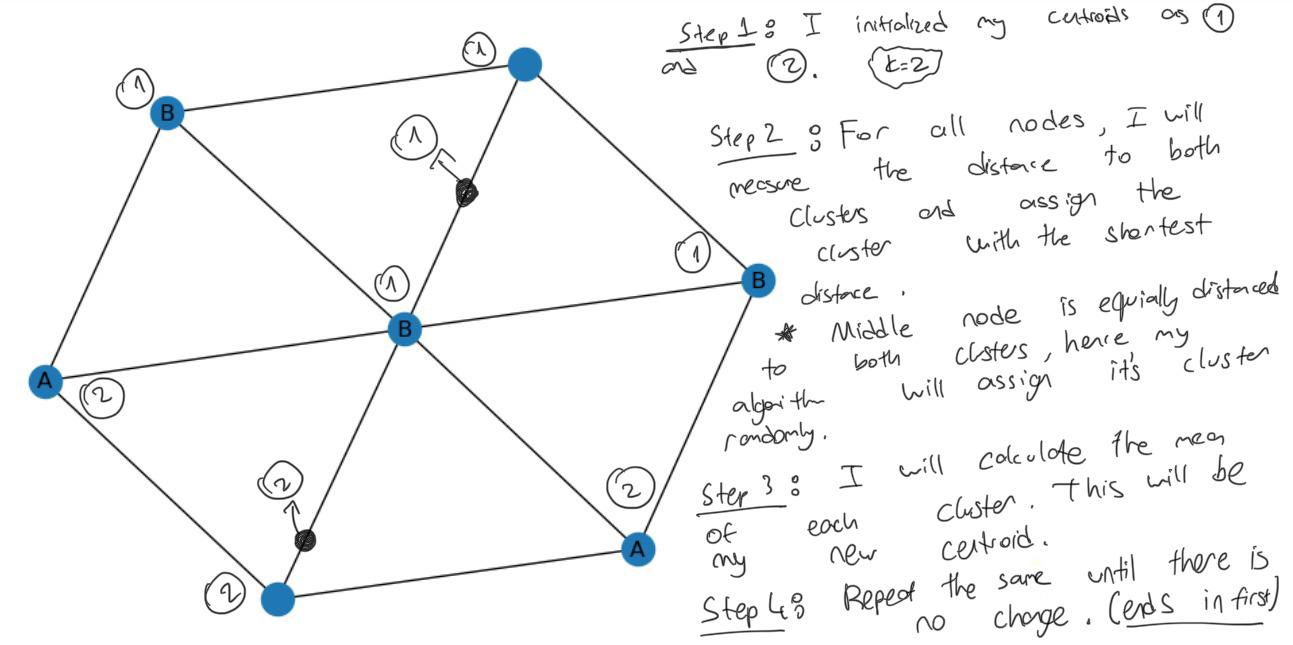 Step 1: I initialized my centroids as ①
and ②. k=2
Step 2: For all nodes, I will
measure the distance to both
clusters and assign the
cluster with the shortest
distance.
* Middle node is equially distanced
to both clsters, hence my
algorithm will assign it's cluster
randomly.
Step 3: I will calculate the mean
of each cluster. This will be
my new centroid.
Step 4: Repeat the same until there is
no change. (ends in first)
①
① B
①
①
① B
B
A ②
②
②
A
②